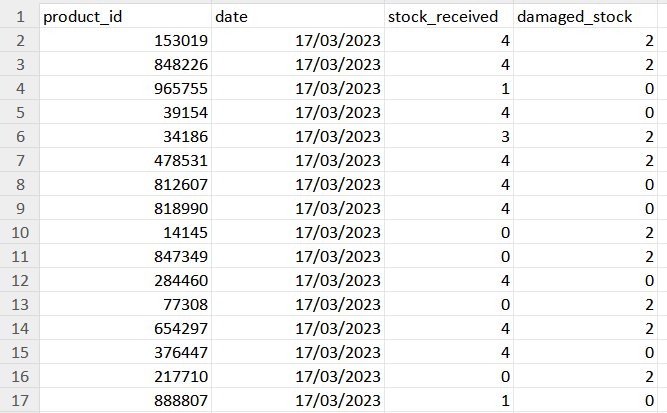 1 product_id date stock_received damaged_stock
2 153019 17/03/2023 4 2
3 848226 17/03/2023 4 2
4 965755 17/03/2023 1 0
5 39154 17/03/2023 4 0
6 34186 17/03/2023 3 2
7 478531 17/03/2023 4 2
8 812607 17/03/2023 4 0
9 818990 17/03/2023 4 0
10 14145 17/03/2023 0 2
11 847349 17/03/2023 0 2
12 284460 17/03/2023 4 0
13 77308 17/03/2023 0 2
14 654297 17/03/2023 4 2
15 376447 17/03/2023 4 0
16 217710 17/03/2023 0 2
17 888807 17/03/2023 1 0